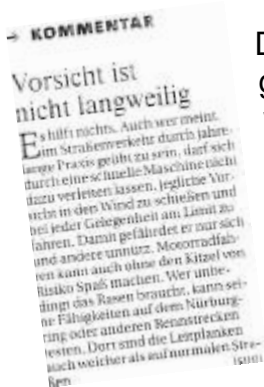 KOMMENTAR
Vorsicht ist
nicht langweilig
Es hilft nichts. Auch wer meint,
im Straßenverkehr durch jahre-
lange Praxis geübt zu sein, darf sich
durch eine schnelle Maschine nicht
dazu verleiten lassen, jegliche Vor-
sicht in den Wind zu schießen und
bei jeder Gelegenheit am Limit zu
fahren. Damit gefährdet er nur sich
und andere unnütz. Motorradfah-
ren kann auch ohne den Kitzel von
Risiko Spaß machen. Wer unbe-
dingt das Rasen braucht, kann sei-
ne Fähigkeiten auf dem Nürburg-
ring oder anderen Rennstrecken
testen. Dort sind die Leitplanken
auch weicher als auf normalen Stre-
ken
D
g